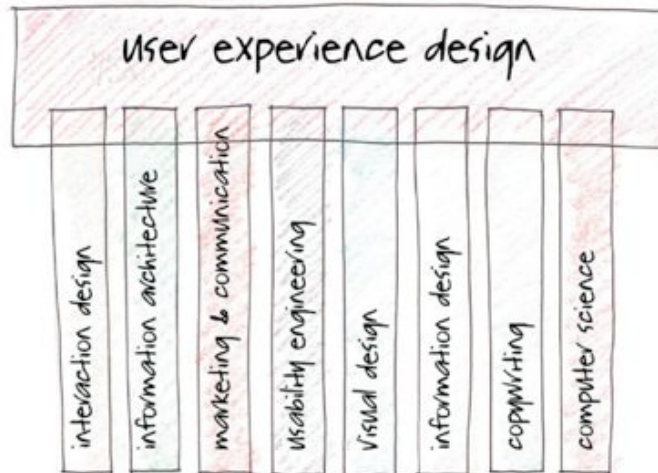 user experience design
interaction design
information architecture
marketing & communication
usability engineering
visual design
information design
copywriting
computer science